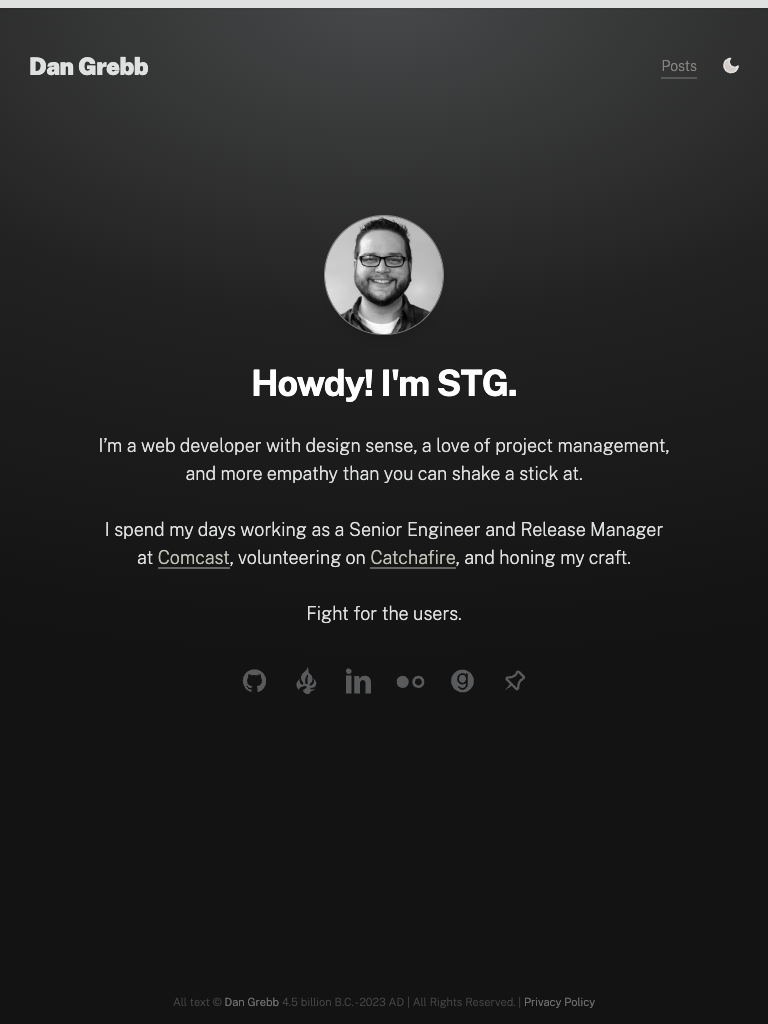 Dan Grebb
Posts
Howdy! I'm STG.
I’m a web developer with design sense, a love of project management,
and more empathy than you can shake a stick at.
I spend my days working as a Senior Engineer and Release Manager
at Comcast, volunteering on Catchafire, and honing my craft.
Fight for the users.
in
g
All text © Dan Grebb 4.5 billion B.C.-2023 AD | All Rights Reserved. | Privacy Policy